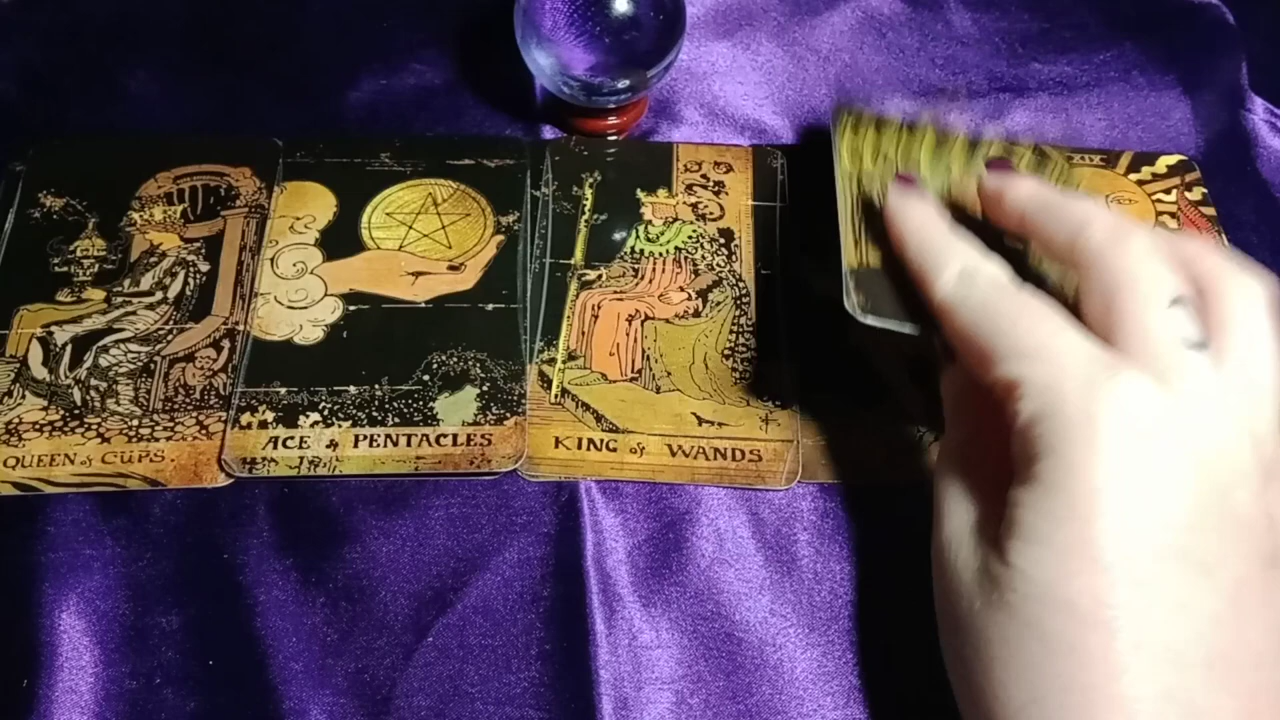 QUEEN of CUPS.
ACE of PENTACLES
KING of WANDS
XIX